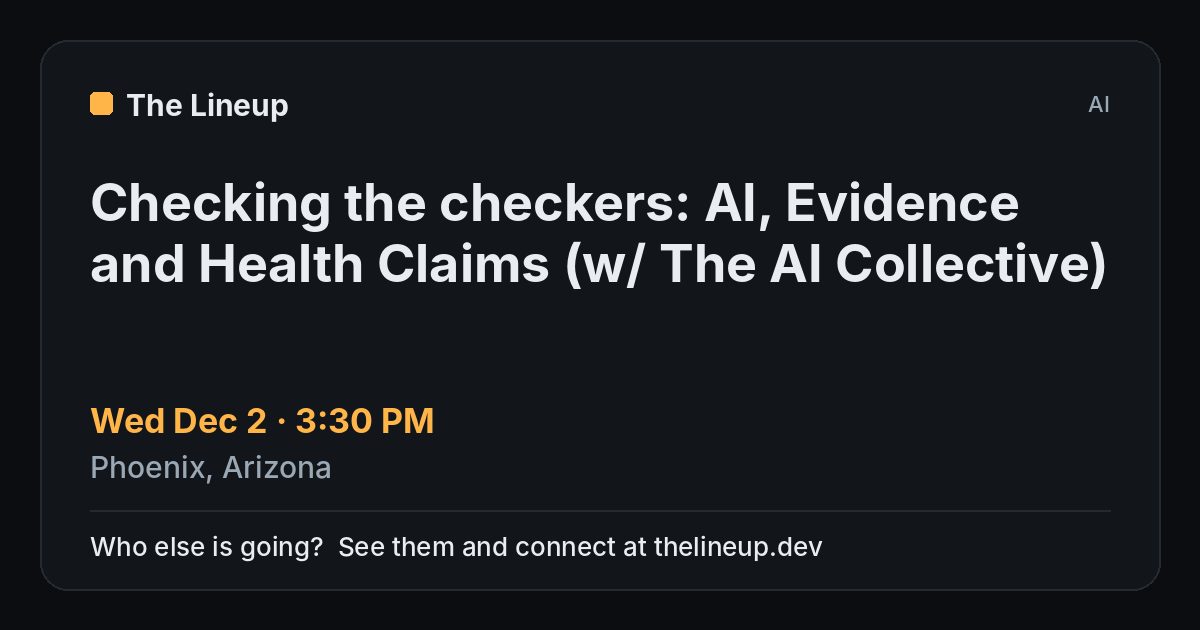 The Lineup
AI
Checking the checkers: AI, Evidence
and Health Claims (w/ The AI Collective)
Wed Dec 2 · 3:30 PM
Phoenix, Arizona
Who else is going?  See them and connect at thelineup.dev